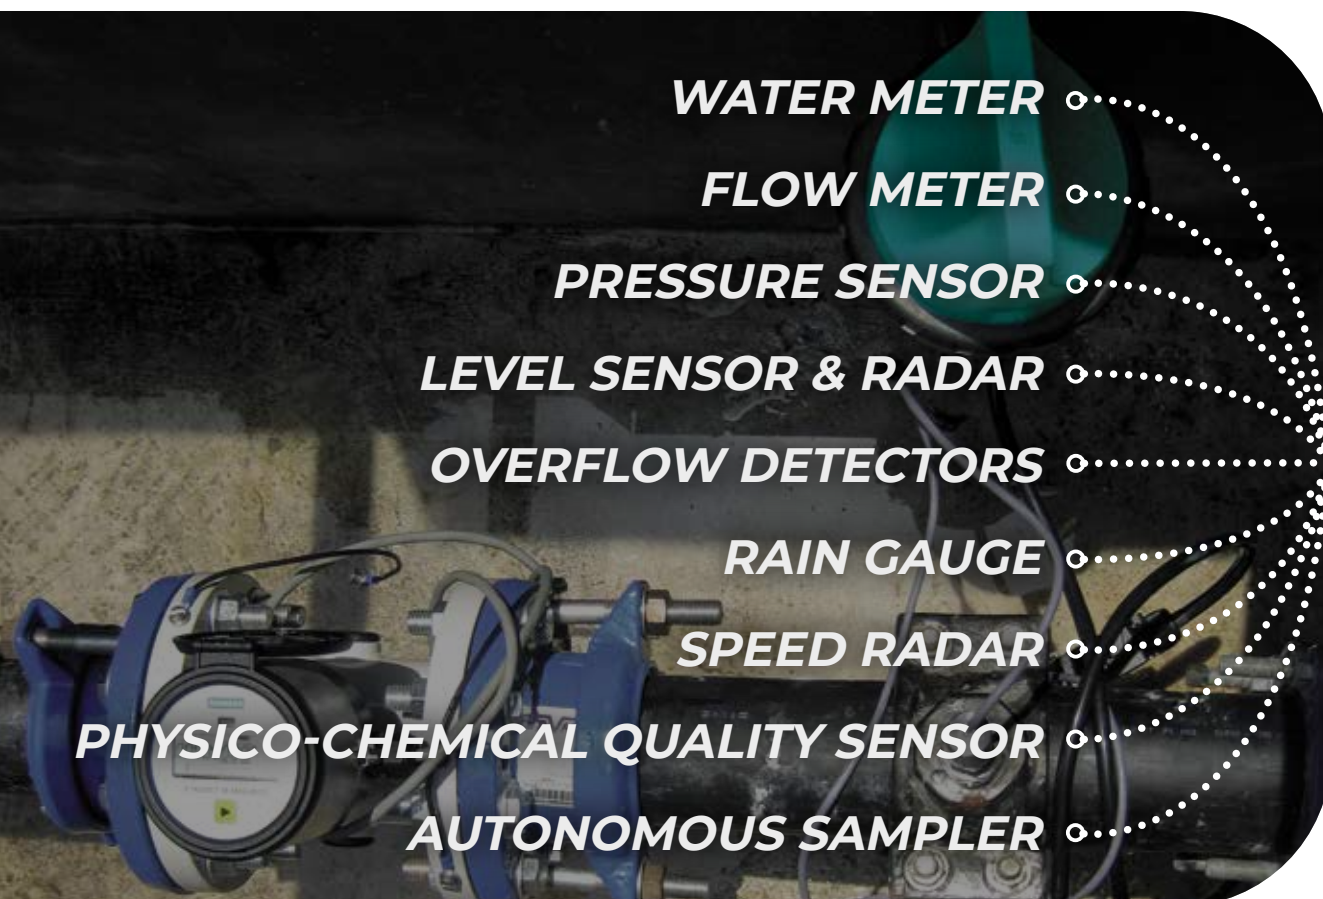 WATER METER
FLOW METER
PRESSURE SENSOR
LEVEL SENSOR & RADAR
OVERFLOW DETECTORS
RAIN GAUGE
SPEED RADAR
PHYSICO-CHEMICAL QUALITY SENSOR
AUTONOMOUS SAMPLER